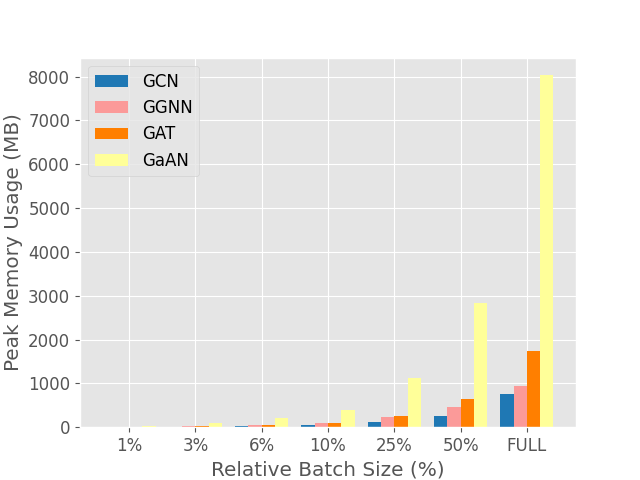 GCN
GGNN
GAT
GaAN
Peak Memory Usage (MB)
8000
7000
6000
5000
4000
3000
2000
1000
0
1% 3% 6% 10% 25% 50% FULL
Relative Batch Size (%)